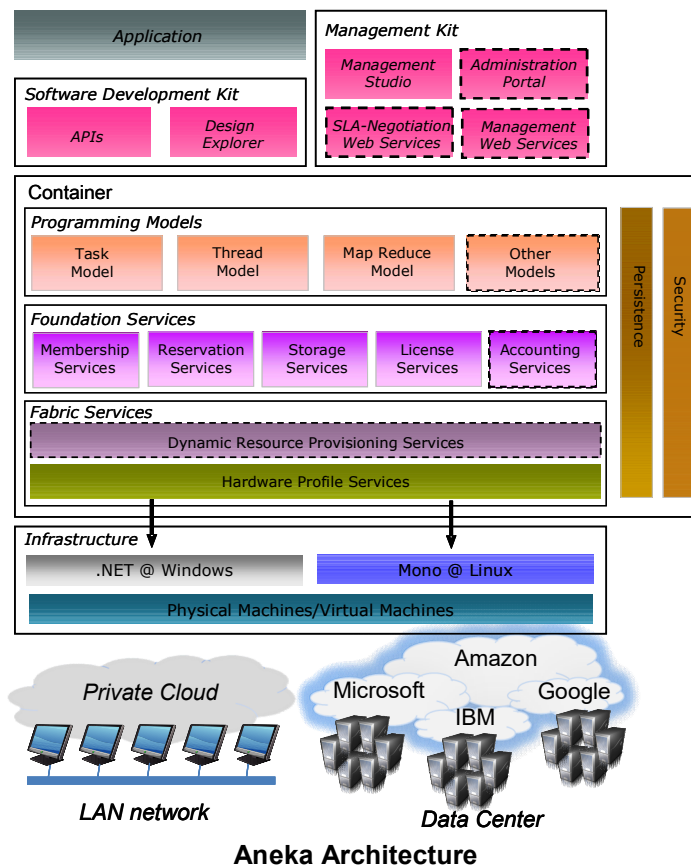 Application
Management Kit
Management
Studio
Administration
Portal
SLA-Negotiation
Web Services
Management
Web Services
Software Development Kit
APIs
Design
Explorer
Container
Programming Models
Task
Model
Thread
Model
Map Reduce
Model
Other
Models
Foundation Services
Membership
Services
Reservation
Services
Storage
Services
License
Services
Accounting
Services
Fabric Services
Dynamic Resource Provisioning Services
Hardware Profile Services
Persistence
Security
Infrastructure
.NET @ Windows
Mono @ Linux
Physical Machines/Virtual Machines
Private Cloud
LAN network
Amazon
Microsoft
Google
IBM
Data Center
Aneka Architecture